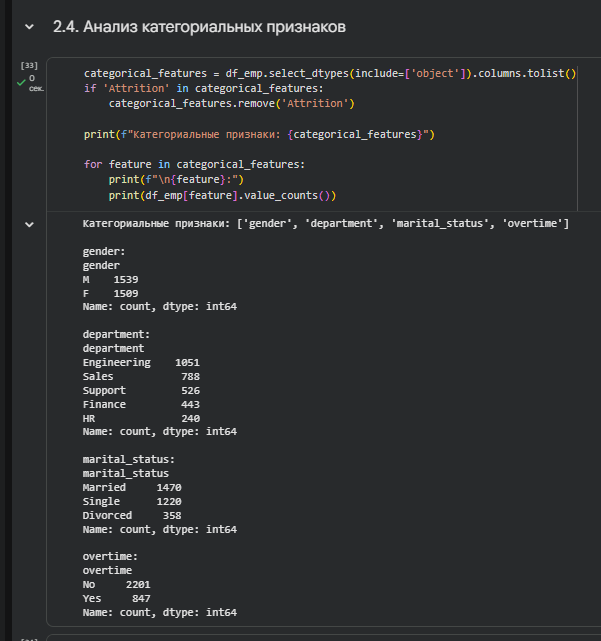 2.4. Анализ категориальных признаков
[33]
0
сек.
categorical_features = df_emp.select_dtypes(include=['object']).columns.tolist()
if 'Attrition' in categorical_features:
    categorical_features.remove('Attrition')

print(f"Категориальные признаки: {categorical_features}")

for feature in categorical_features:
    print(f"\n{feature}:")
    print(df_emp[feature].value_counts())
Категориальные признаки: ['gender', 'department', 'marital_status', 'overtime']

gender:
gender
M    1539
F    1509
Name: count, dtype: int64

department:
department
Engineering    1051
Sales           788
Support         526
Finance         443
HR              240
Name: count, dtype: int64

marital_status:
marital_status
Married     1470
Single      1220
Divorced     358
Name: count, dtype: int64

overtime:
overtime
No     2201
Yes     847
Name: count, dtype: int64